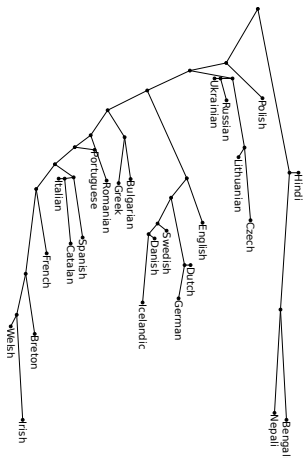 Ukrainian
Russian
Polish
Lithuanian
Czech
Hindi
Portuguese
Romanian
Greek
Bulgarian
Italian
Catalan
Spanish
English
Swedish
Danish
Dutch
German
Icelandic
French
Breton
Welsh
Irish
Nepali
Bengal